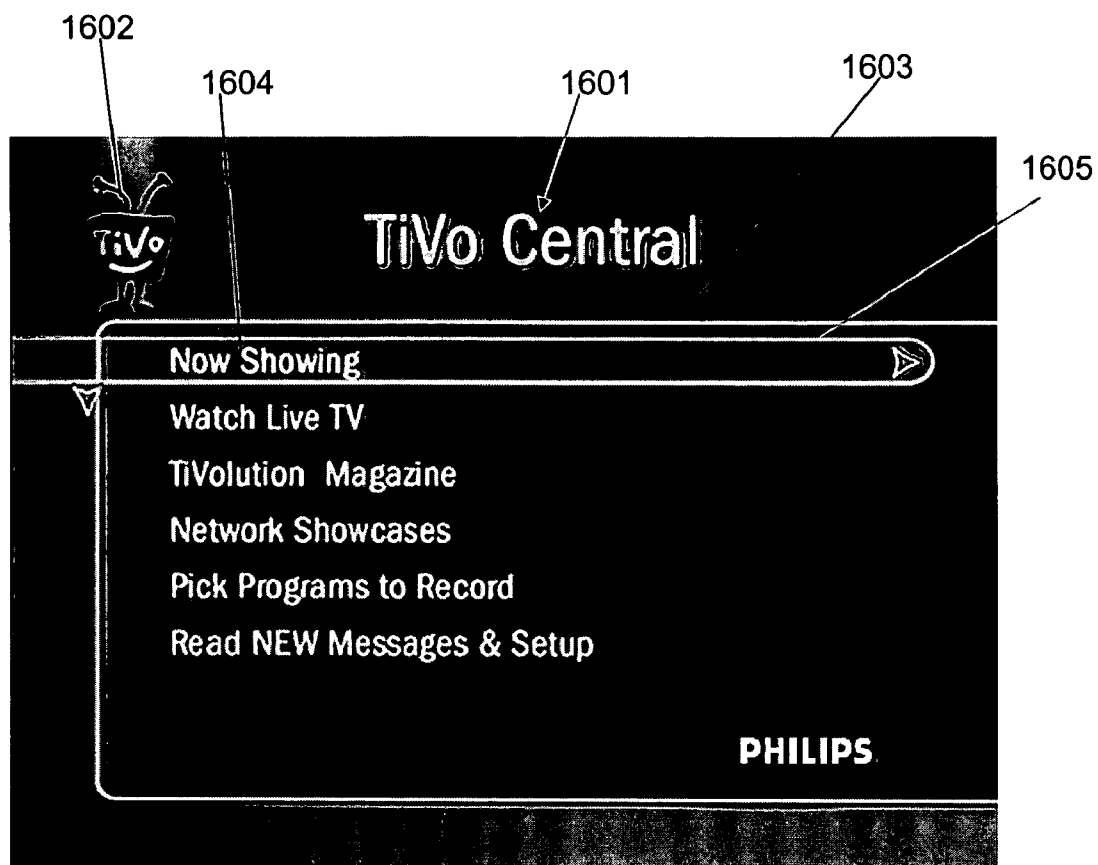 1602
1604
1601
1603
1605
TiVo
TiVo Central
Now Showing
Watch Live TV
TiVolution Magazine
Network Showcases
Pick Programs to Record
Read NEW Messages & Setup
PHILIPS